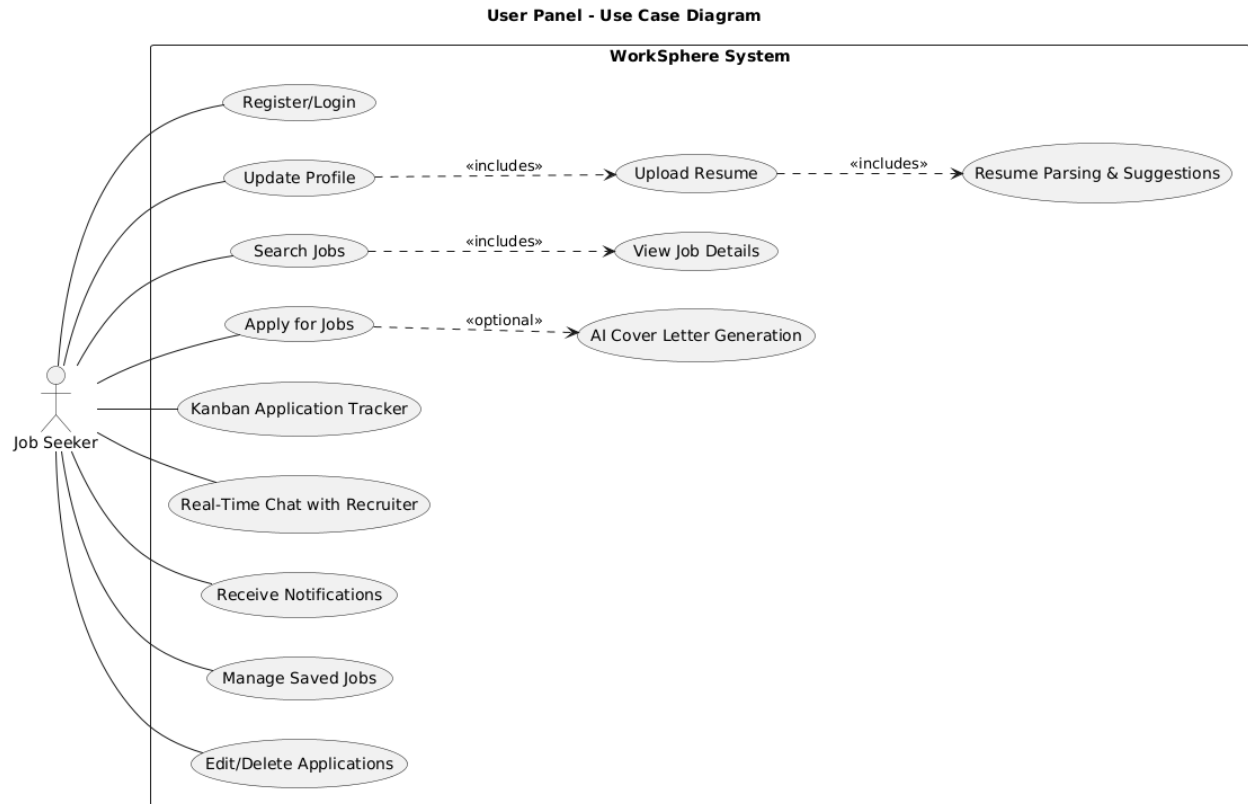 User Panel - Use Case Diagram
WorkSphere System
Register/Login
Update Profile
«includes»
Upload Resume
«includes»
Resume Parsing & Suggestions
Search Jobs
«includes»
View Job Details
Apply for Jobs
«optional»
AI Cover Letter Generation
Kanban Application Tracker
Job Seeker
Real-Time Chat with Recruiter
Receive Notifications
Manage Saved Jobs
Edit/Delete Applications